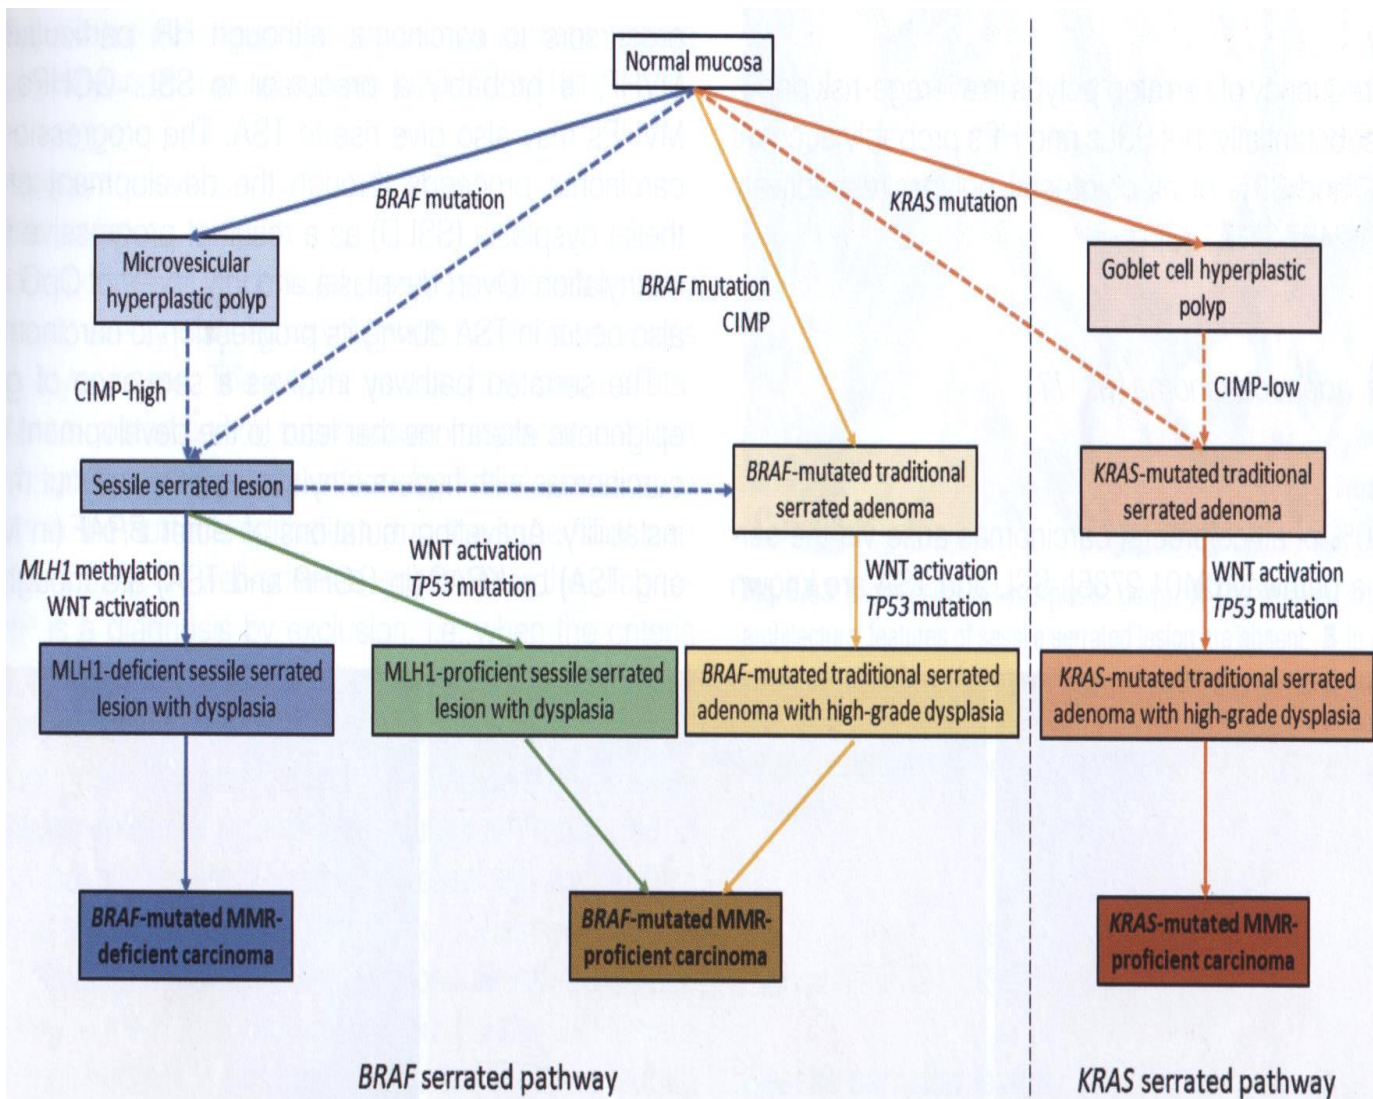 Normal mucosa
BRAF mutation
KRAS mutation
Microvesicular
hyperplastic polyp
Goblet cell hyperplastic
polyp
BRAF mutation
CIMP
CIMP-high
CIMP-low
Sessile serrated lesion
BRAF-mutated traditional
serrated adenoma
KRAS-mutated traditional
serrated adenoma
MLH1 methylation
WNT activation
WNT activation
TP53 mutation
WNT activation
TP53 mutation
WNT activation
TP53 mutation
MLH1-deficient sessile serrated
lesion with dysplasia
MLH1-proficient sessile serrated
lesion with dysplasia
BRAF-mutated traditional serrated
adenoma with high-grade dysplasia
KRAS-mutated traditional serrated
adenoma with high-grade dysplasia
BRAF-mutated MMR-
deficient carcinoma
BRAF-mutated MMR-
proficient carcinoma
KRAS-mutated MMR-
proficient carcinoma
BRAF serrated pathway
KRAS serrated pathway